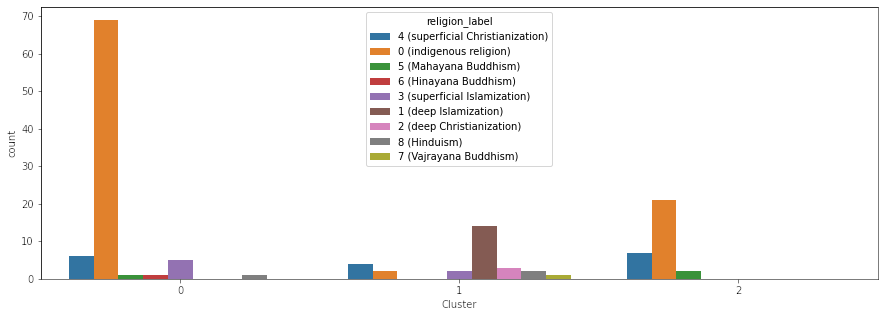 religion_label
4 (superficial Christianization)
0 (indigenous religion)
5 (Mahayana Buddhism)
6 (Hinayana Buddhism)
3 (superficial Islamization)
1 (deep Islamization)
2 (deep Christianization)
8 (Hinduism)
7 (Vajrayana Buddhism)
count
70
60
50
40
30
20
10
0
0 1 2
Cluster